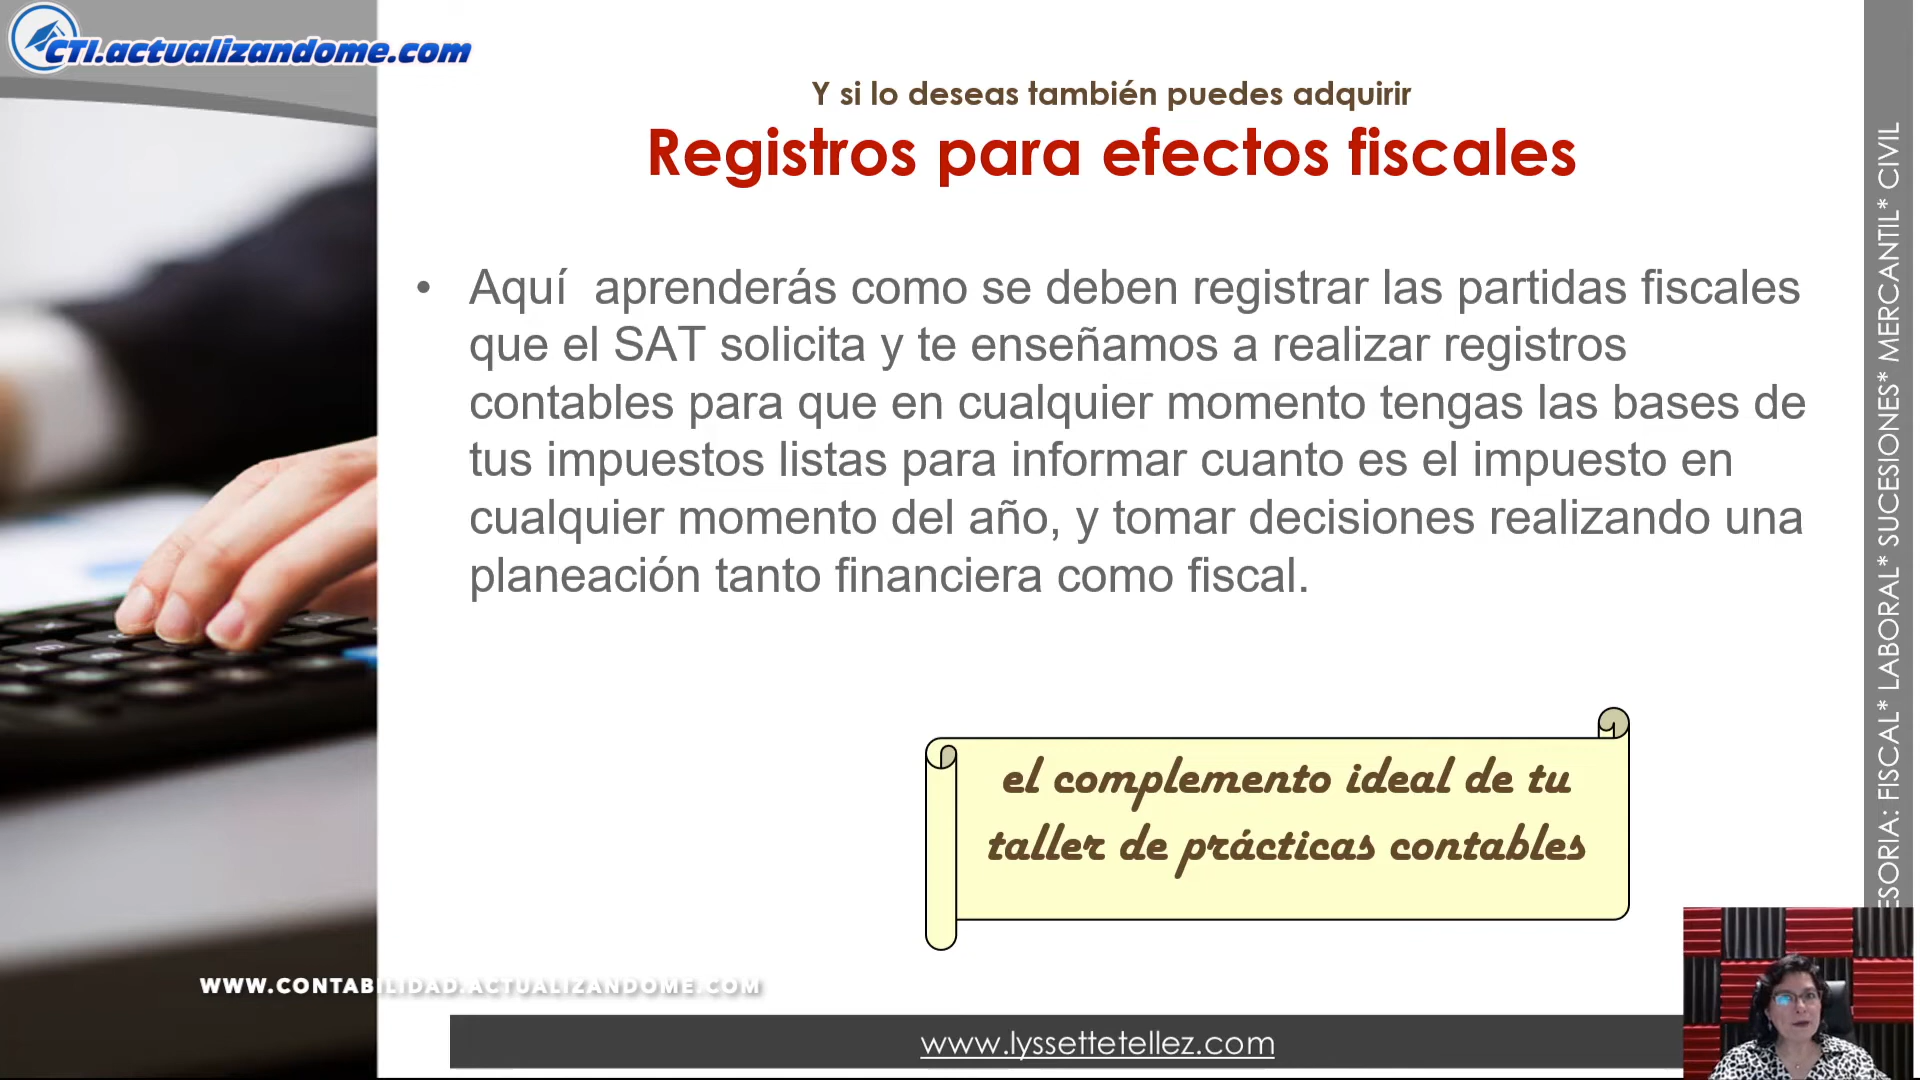 CTI.actualizandome.com
Y si lo deseas también puedes adquirir
Registros para efectos fiscales
• Aquí aprenderás como se deben registrar las partidas fiscales
que el SAT solicita y te enseñamos a realizar registros
contables para que en cualquier momento tengas las bases de
tus impuestos listas para informar cuanto es el impuesto en
cualquier momento del año, y tomar decisiones realizando una
planeación tanto financiera como fiscal.
el complemento ideal de tu
taller de prácticas contables
WWW.CONTABILIDAD.ACTUALIZANDOME.COM
www.lyssettetellez.com
ESORIA: FISCAL* LABORAL* SUCESIONES* MERCANTIL* CIVIL